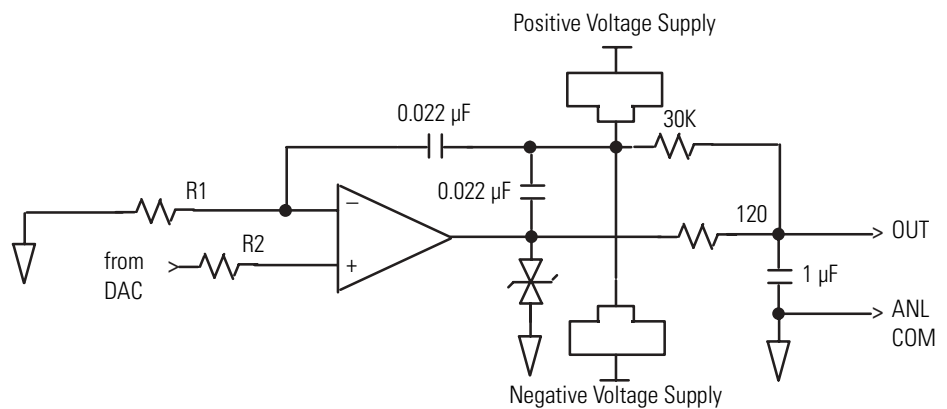 Positive Voltage Supply
0.022 µF
30K
0.022 µF
R1
−
R2
+
from
DAC
120
> OUT
1 µF
> ANL
COM
Negative Voltage Supply